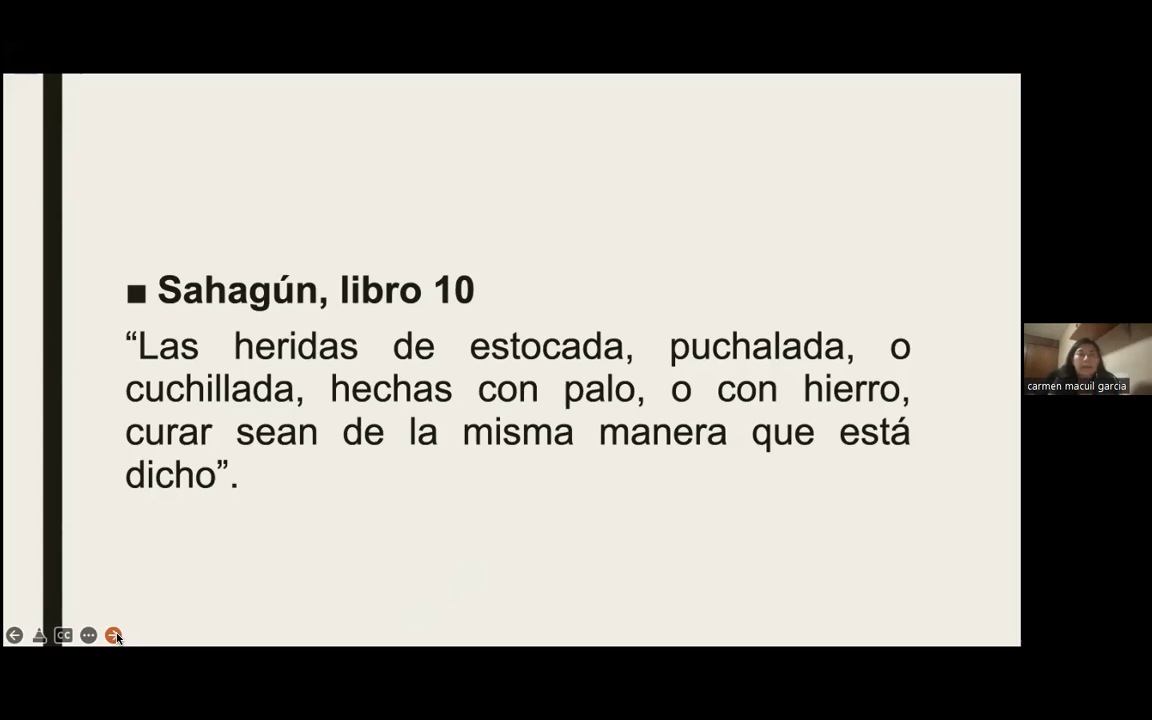 ■ Sahagún, libro 10
“Las heridas de estocada, puchalada, o
cuchillada, hechas con palo, o con hierro,
curar sean de la misma manera que está
dicho”.
carmen macuil garcia
CC